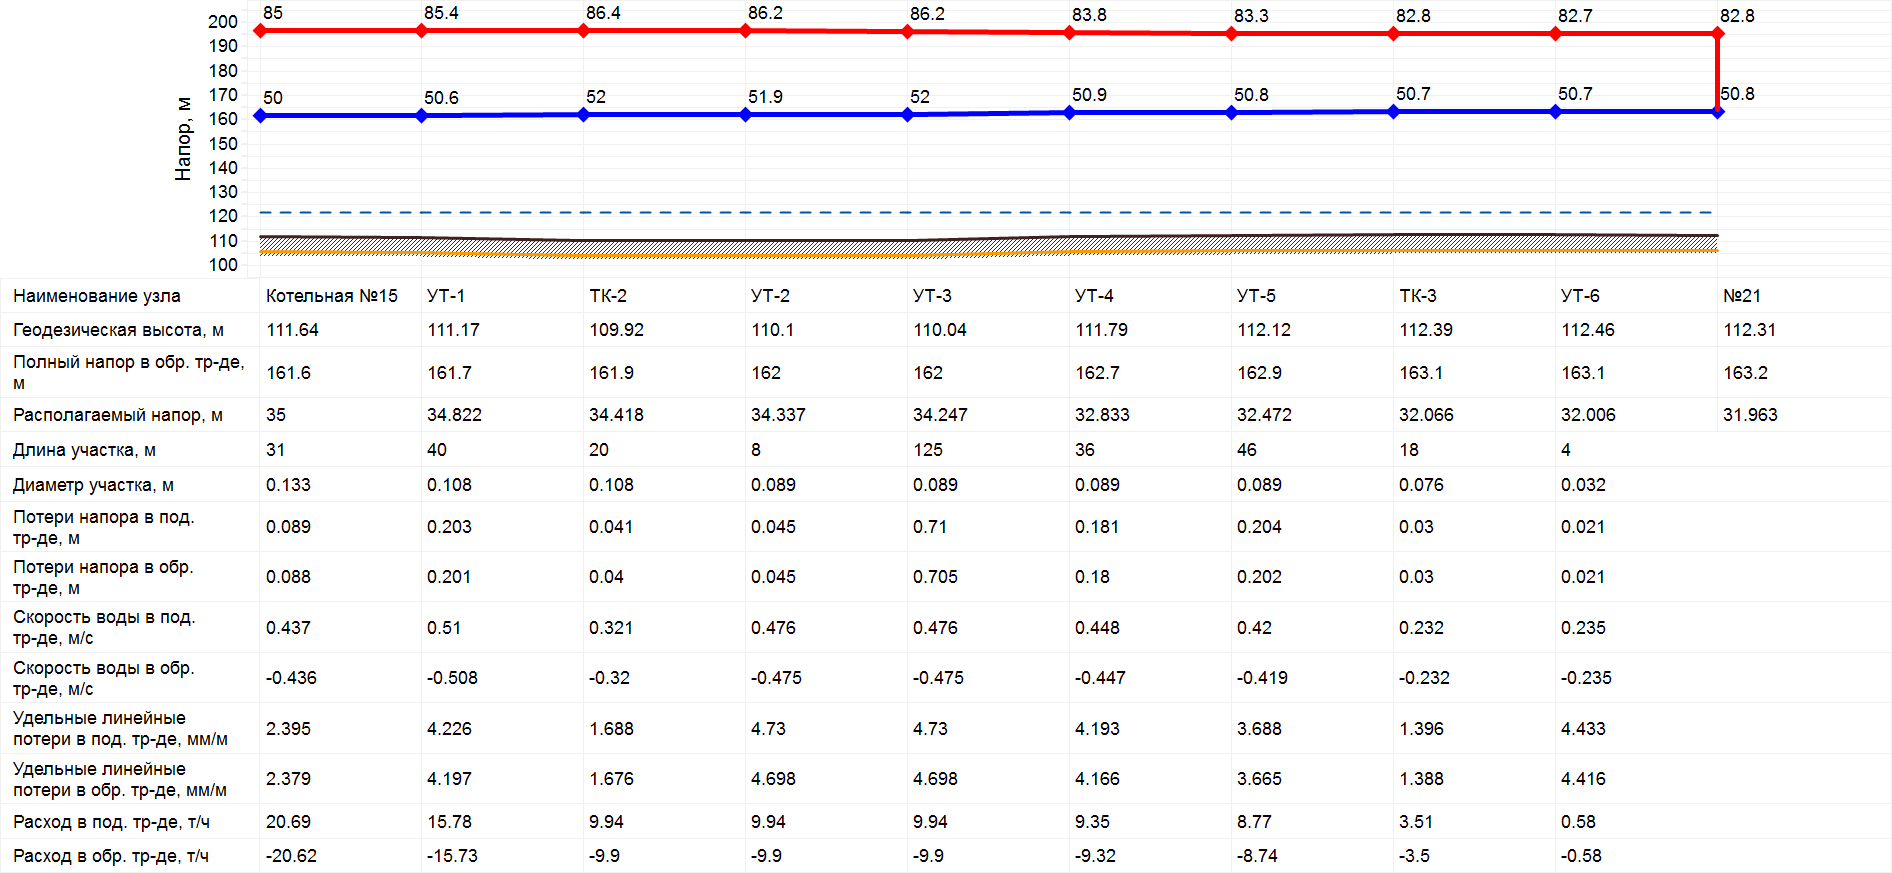 85 85.4 86.4 86.2 86.2 83.8 83.3 82.8 82.7 82.8
200
190
180
170
50 50.6 52 51.9 52 50.9 50.8 50.7 50.7 50.8
160
150
140
130
120
110
100
Напор, м
Наименование узла Котельная №15 УТ-1 ТК-2 УТ-2 УТ-3 УТ-4 УТ-5 ТК-3 УТ-6 №21
Геодезическая высота, м 111.64 111.17 109.92 110.1 110.04 111.79 112.12 112.39 112.46 112.31
Полный напор в обр. тр-де,
м
161.6 161.7 161.9 162 162 162.7 162.9 163.1 163.1 163.2
Располагаемый напор, м 35 34.822 34.418 34.337 34.247 32.833 32.472 32.066 32.006 31.963
Длина участка, м 31 40 20 8 125 36 46 18 4
Диаметр участка, м 0.133 0.108 0.108 0.089 0.089 0.089 0.089 0.076 0.032
Потери напора в под.
тр-де, м
0.089 0.203 0.041 0.045 0.71 0.181 0.204 0.03 0.021
Потери напора в обр.
тр-де, м
0.088 0.201 0.04 0.045 0.705 0.18 0.202 0.03 0.021
Скорость воды в под.
тр-де, м/с
0.437 0.51 0.321 0.476 0.476 0.448 0.42 0.232 0.235
Скорость воды в обр.
тр-де, м/с
-0.436 -0.508 -0.32 -0.475 -0.475 -0.447 -0.419 -0.232 -0.235
Удельные линейные
потери в под. тр-де, мм/м
2.395 4.226 1.688 4.73 4.73 4.193 3.688 1.396 4.433
Удельные линейные
потери в обр. тр-де, мм/м
2.379 4.197 1.676 4.698 4.698 4.166 3.665 1.388 4.416
Расход в под. тр-де, т/ч 20.69 15.78 9.94 9.94 9.94 9.35 8.77 3.51 0.58
Расход в обр. тр-де, т/ч -20.62 -15.73 -9.9 -9.9 -9.9 -9.32 -8.74 -3.5 -0.58